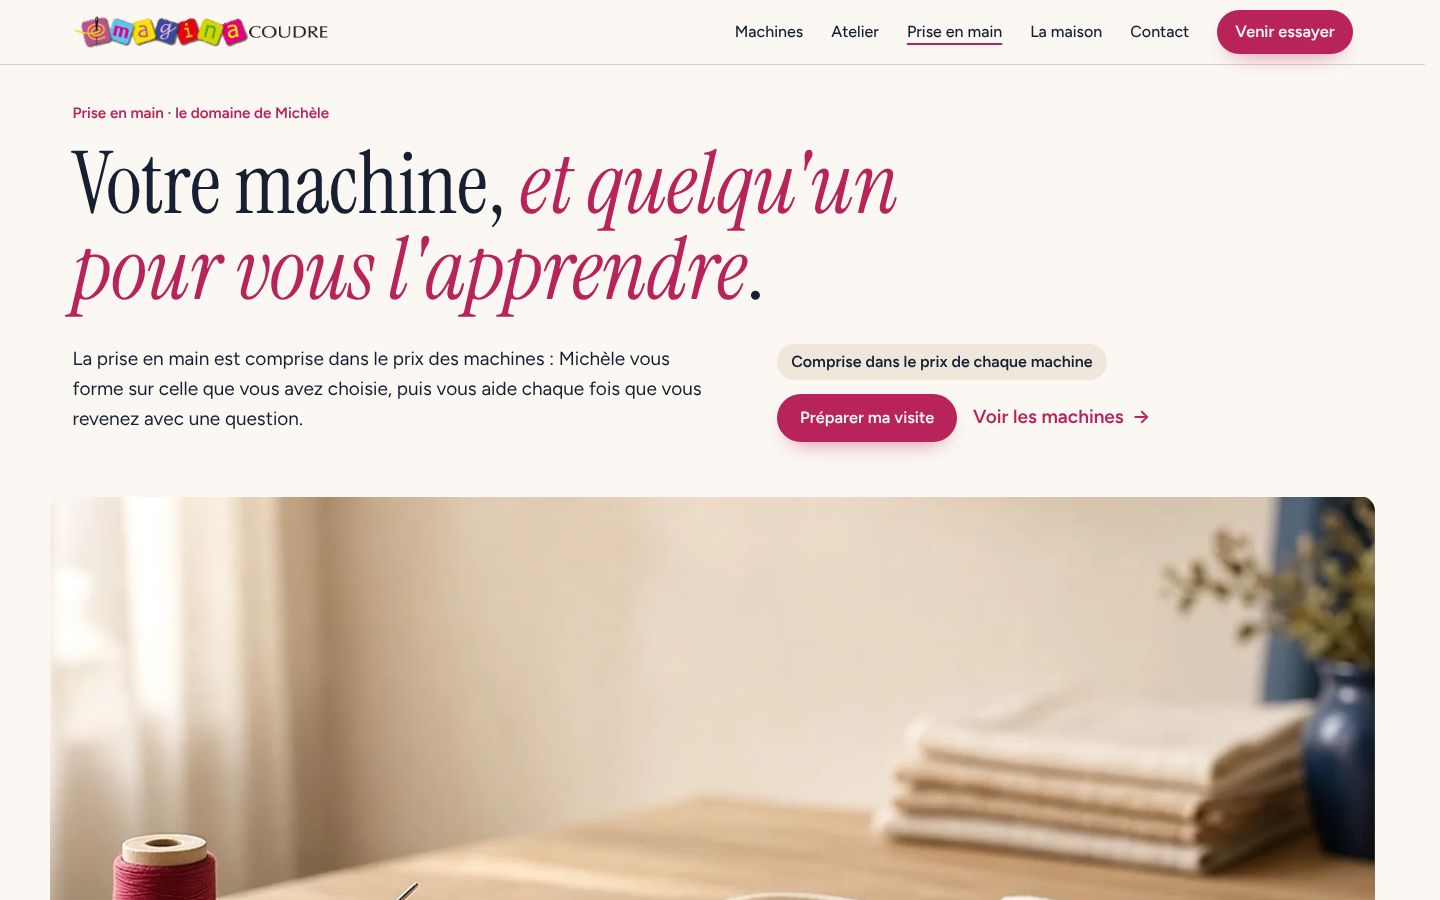 emagina COUDRE
Machines
Atelier
Prise en main
La maison
Contact
Venir essayer
Prise en main · le domaine de Michèle
Votre machine, et quelqu'un
pour vous l'apprendre.
La prise en main est comprise dans le prix des machines : Michèle vous
forme sur celle que vous avez choisie, puis vous aide chaque fois que vous
revenez avec une question.
Comprise dans le prix de chaque machine
Préparer ma visite
Voir les machines →